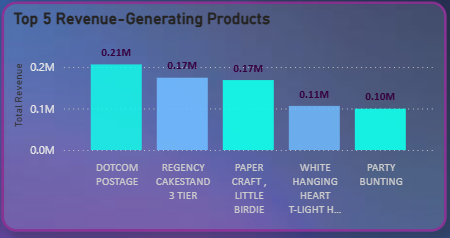 Top 5 Revenue-Generating Products
Total Revenue
0.2M
0.1M
0.0M
0.21M
0.17M
0.17M
0.11M
0.10M
DOTCOM
POSTAGE
REGENCY
CAKESTAND
3 TIER
PAPER
CRAFT ,
LITTLE
BIRDIE
WHITE
HANGING
HEART
T-LIGHT H...
PARTY
BUNTING